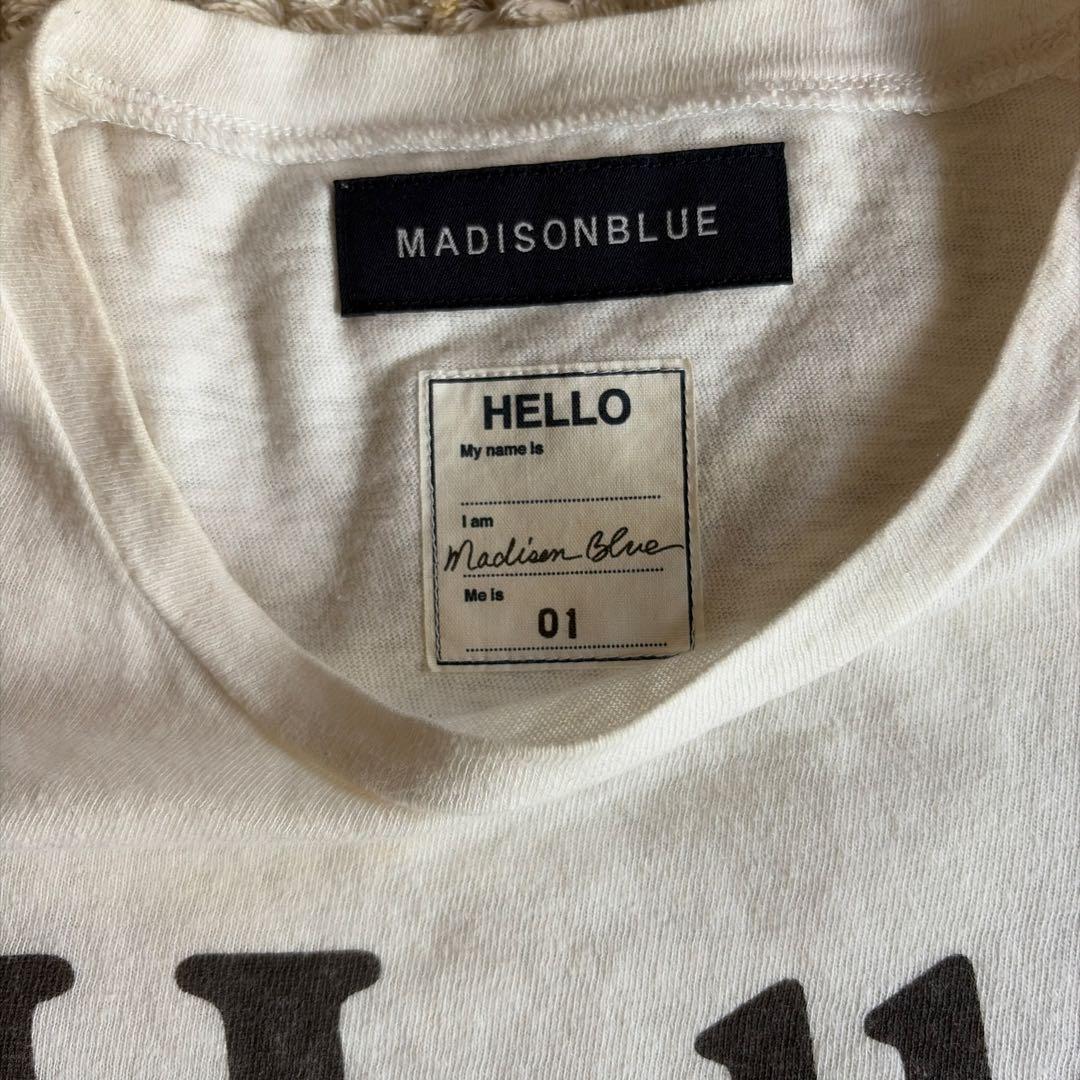 MADISONBLUE
HELLO
My name is
I am
Madison Blue
Me is
01